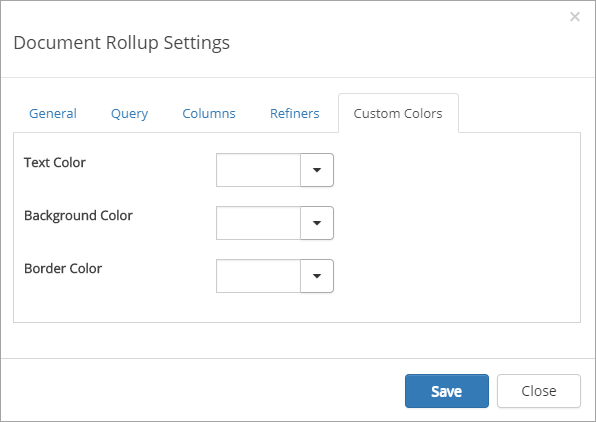 Document Rollup Settings
General Query Columns Refiners Custom Colors
Text Color
Background Color
Border Color
Save Close